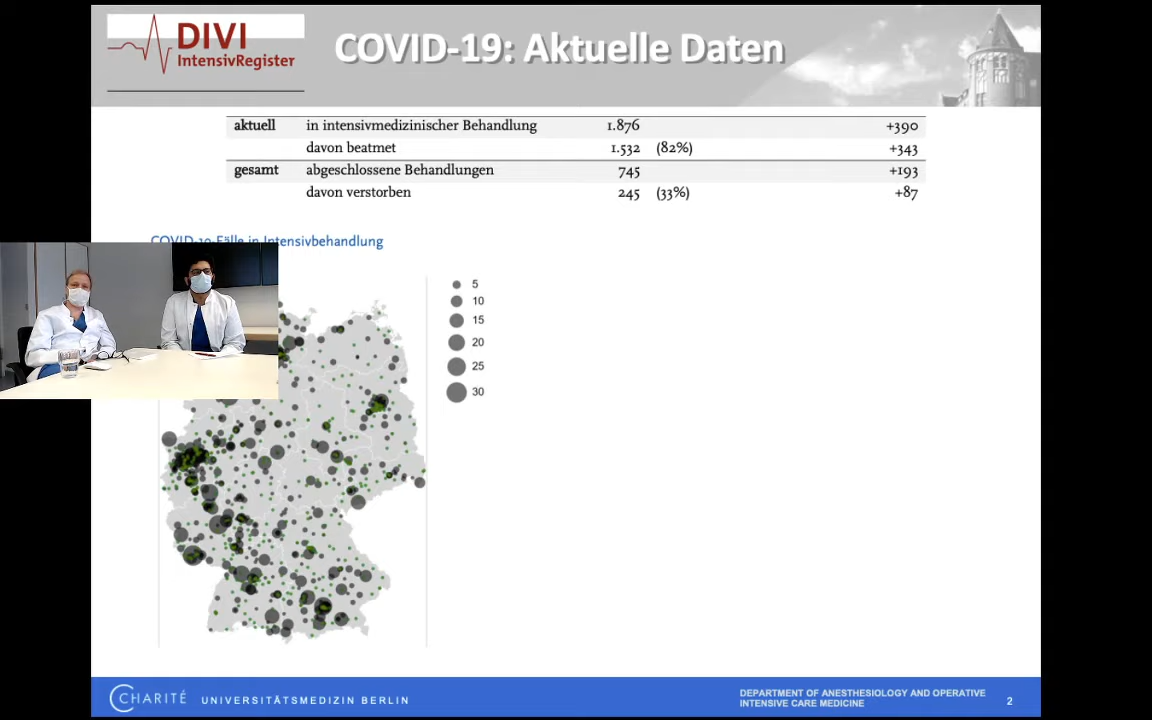 DIVI
IntensivRegister
COVID-19: Aktuelle Daten
aktuell in intensivmedizinischer Behandlung 1.876 +390
davon beatmet 1.532 (82%) +343
gesamt abgeschlossene Behandlungen 745 +193
davon verstorben 245 (33%) +87
COVID-19-Fälle in Intensivbehandlung
5
10
15
20
25
30
CHARITÉ UNIVERSITÄTSMEDIZIN BERLIN
DEPARTMENT OF ANESTHESIOLOGY AND OPERATIVE
INTENSIVE CARE MEDICINE
2